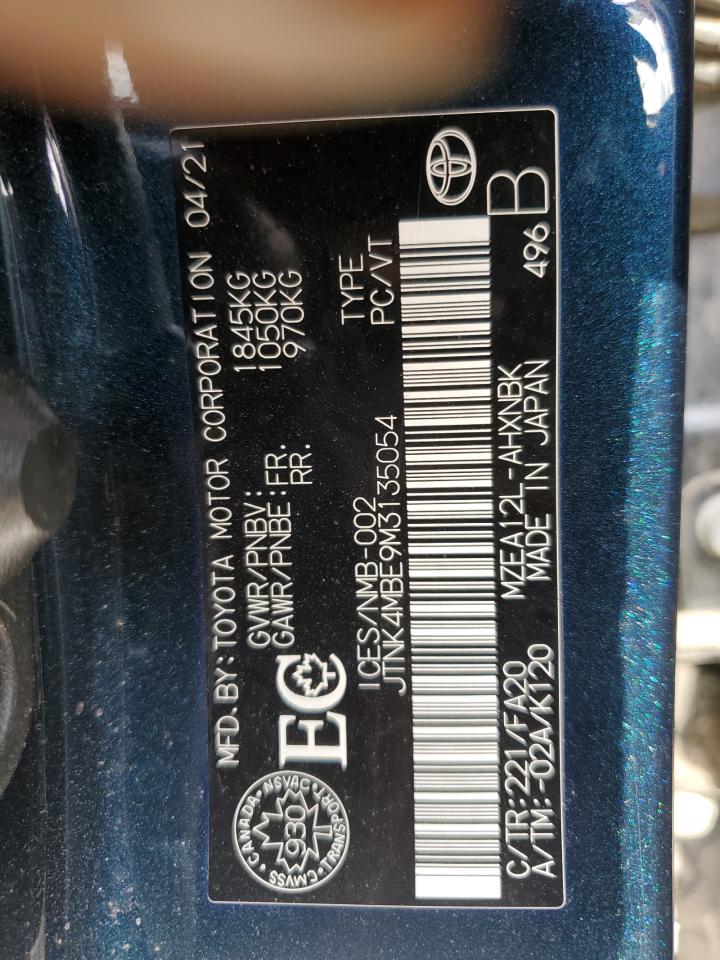 MFD. BY: TOYOTA MOTOR CORPORATION 04/21
GVWR/PNBV: 1845KG
GAWR/PNBE: FR: 1050KG
RR. 970KG
EC
CANADA • NSVAC • TRANSPORT • CMVSS
930
ICES/NMB-002 TYPE
JTNK4MBE9M3135054 PC/VT
C/TR: 221/FA20 MZEA12L-AHXNBK 496
A/TM: -02A/K120 MADE IN JAPAN
B